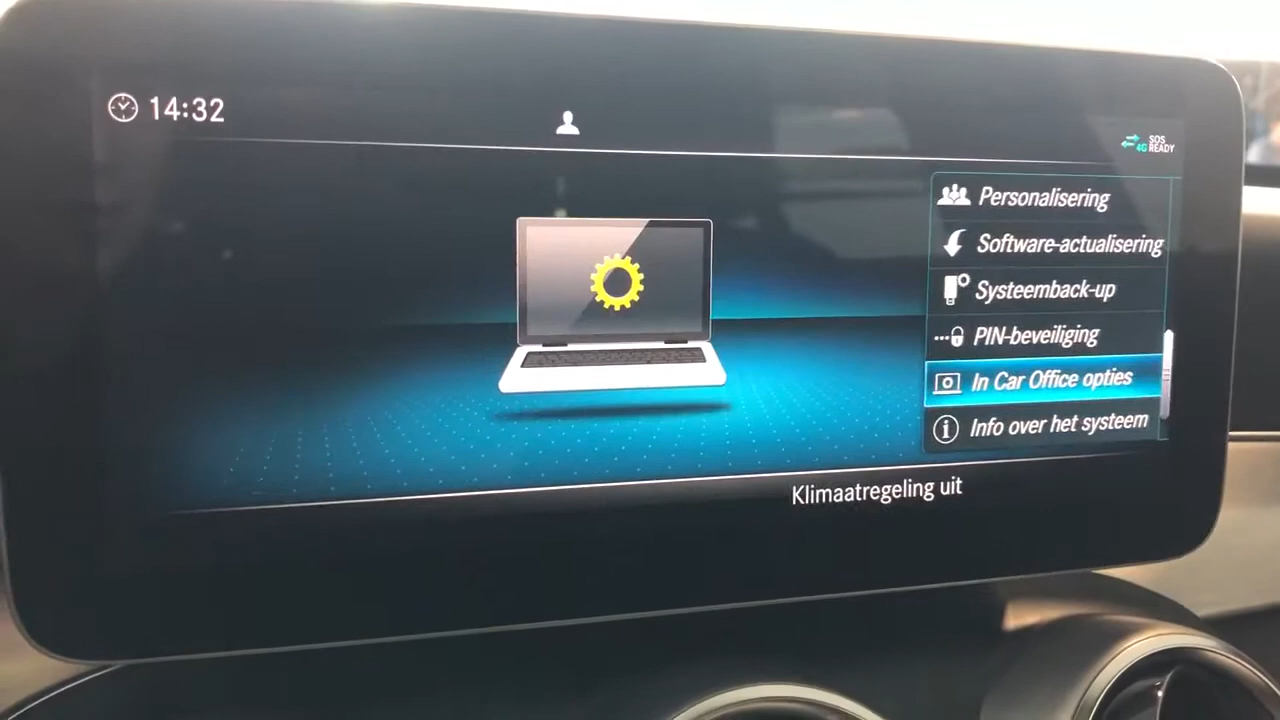 14:32
4G
SOS
READY
Personalisering
Software-actualisering
Systeemback-up
PIN-beveiliging
In Car Office opties
Info over het systeem
Klimaatregeling uit